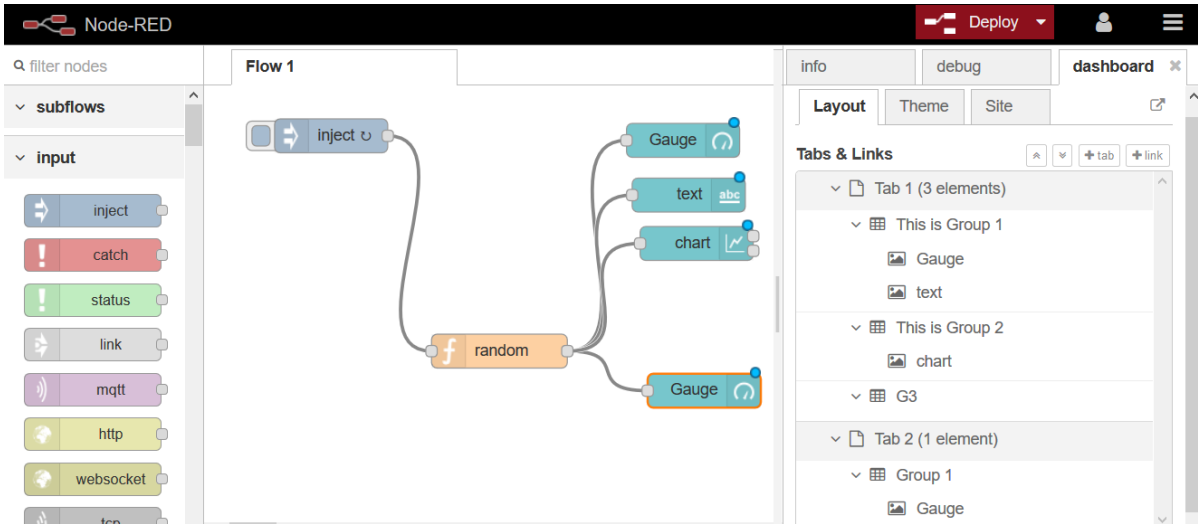 Node-RED
Deploy
filter nodes
subflows
input
inject
catch
status
link
mqtt
http
websocket
tcp
Flow 1
inject ↻
random
Gauge
text
abc
chart
Gauge
info
debug
dashboard
Layout
Theme
Site
Tabs & Links
+tab
+link
Tab 1 (3 elements)
This is Group 1
Gauge
text
This is Group 2
chart
G3
Tab 2 (1 element)
Group 1
Gauge